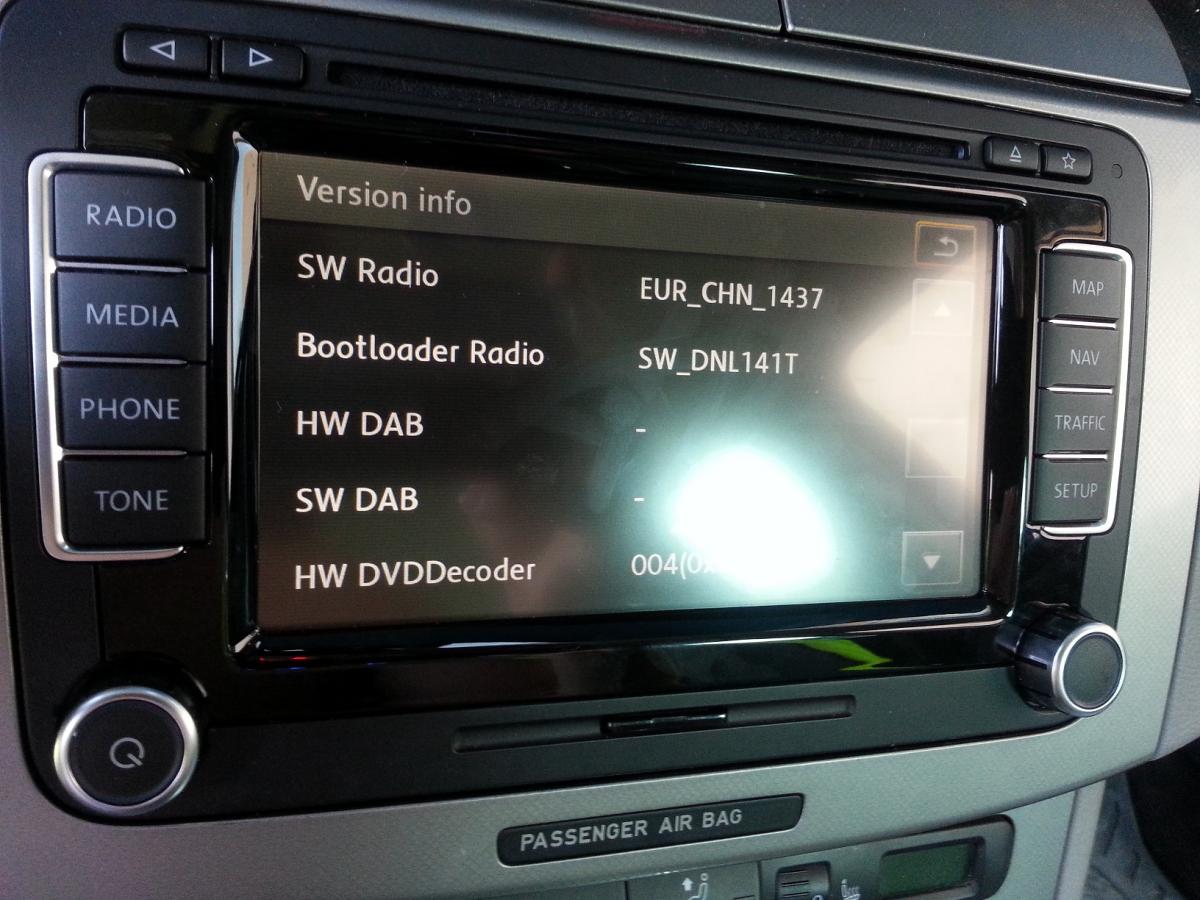 Version info
SW Radio EUR_CHN_1437
Bootloader Radio SW_DNL141T
HW DAB -
SW DAB -
HW DVDDecoder 004(0x
RADIO
MEDIA
PHONE
TONE
MAP
NAV
TRAFFIC
SETUP
PASSENGER AIR BAG